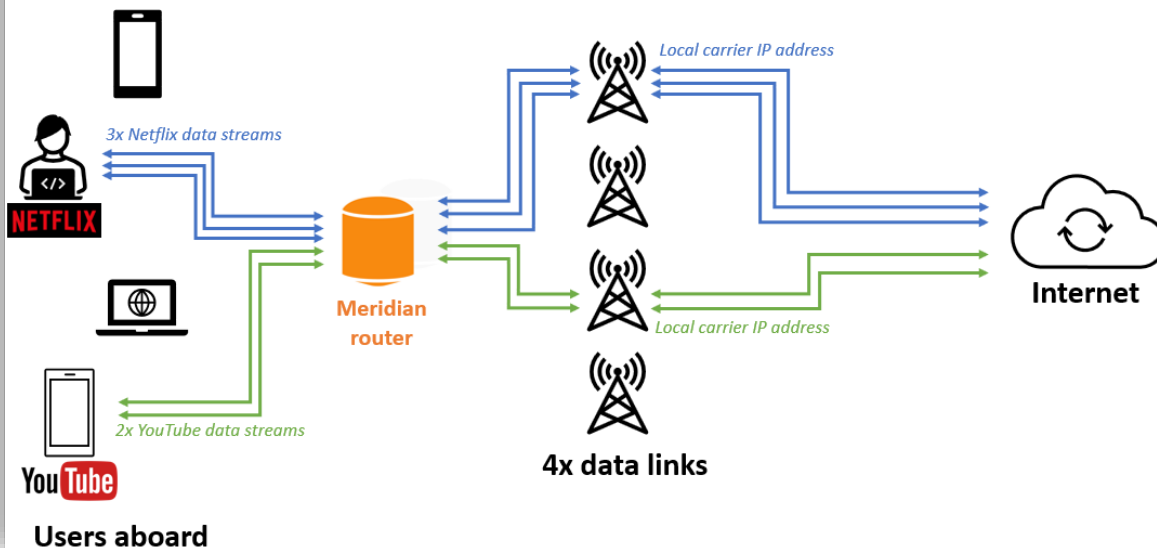 Local carrier IP address
3x Netflix data streams
</>
NETFLIX
Meridian
router
Internet
Local carrier IP address
2x YouTube data streams
YouTube
4x data links
Users aboard